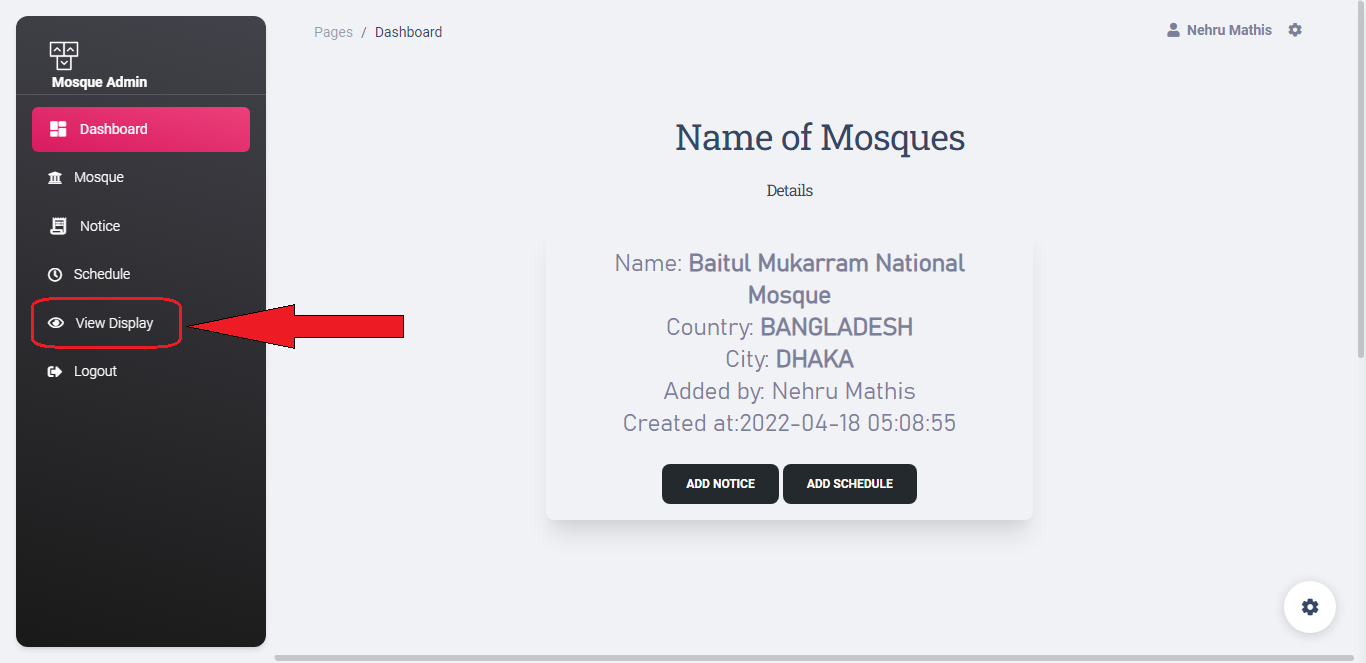 Mosque Admin
Dashboard
Mosque
Notice
Schedule
View Display
Logout
Pages / Dashboard
Nehru Mathis
Name of Mosques
Details
Name: Baitul Mukarram National
Mosque
Country: BANGLADESH
City: DHAKA
Added by: Nehru Mathis
Created at:2022-04-18 05:08:55
ADD NOTICE ADD SCHEDULE